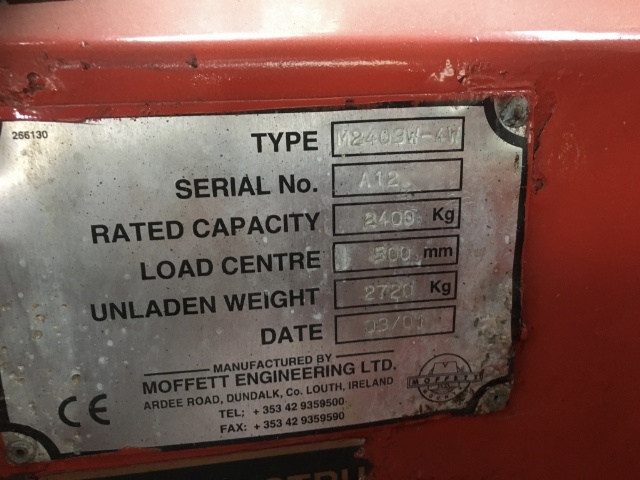 266130
TYPE M2403W-4W
SERIAL No. A12
RATED CAPACITY 2400 Kg
LOAD CENTRE 500 mm
UNLADEN WEIGHT 2720 Kg
DATE 03/01
MANUFACTURED BY
MOFFETT ENGINEERING LTD.
ARDEE ROAD, DUNDALK, Co. LOUTH, IRELAND
TEL: + 353 42 9359500
FAX: + 353 42 9359590
CE
MOFFETT